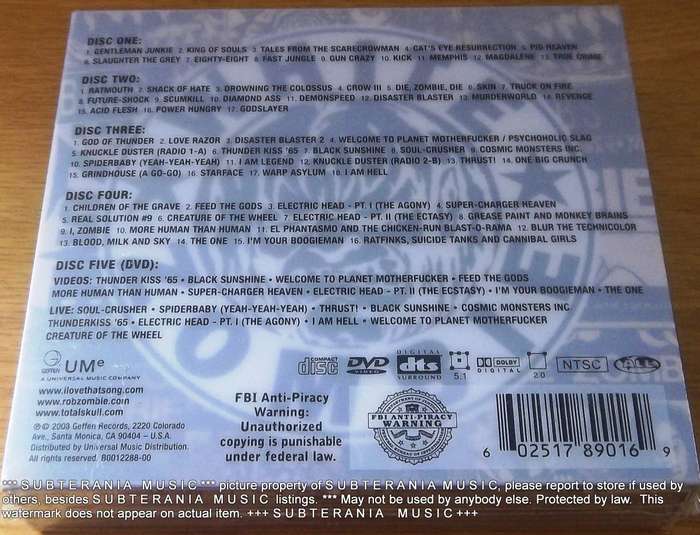 DISC ONE:
1. GENTLEMAN JUNKIE 2. KING OF SOULS 3. TALES FROM THE SCARECROWMAN 4. CAT'S EYE RESURRECTION 5. PIG HEAVEN
6. SLAUGHTER THE GREY 7. EIGHTY-EIGHT 8. FAST JUNGLE 9. GUN CRAZY 10. KICK 11. MEMPHIS 12. MAGDALENE 13. TRUE CRIME
DISC TWO:
1. RATMOUTH 2. SHACK OF HATE 3. DROWNING THE COLOSSUS 4. CROW III 5. DIE, ZOMBIE, DIE 6. SKIN 7. TRUCK ON FIRE
8. FUTURE-SHOCK 9. SCUMKILL 10. DIAMOND ASS 11. DEMONSPEED 12. DISASTER BLASTER 13. MURDERWORLD 14. REVENGE
15. ACID FLESH 16. POWER HUNGRY 17. GODSLAYER
DISC THREE:
1. GOD OF THUNDER 2. LOVE RAZOR 3. DISASTER BLASTER 2 4. WELCOME TO PLANET MOTHERFUCKER / PSYCHOHOLIC SLAG
5. KNUCKLE DUSTER (RADIO 1-A) 6. THUNDER KISS '65 7. BLACK SUNSHINE 8. SOUL-CRUSHER 9. COSMIC MONSTERS INC.
10. SPIDERBABY (YEAH-YEAH-YEAH) 11. I AM LEGEND 12. KNUCKLE DUSTER (RADIO 2-B) 13. THRUST! 14. ONE BIG CRUNCH
15. GRINDHOUSE (A GO-GO) 16. STARFACE 17. WARP ASYLUM 18. I AM HELL
DISC FOUR:
1. CHILDREN OF THE GRAVE 2. FEED THE GODS 3. ELECTRIC HEAD - PT. I (THE AGONY) 4. SUPER-CHARGER HEAVEN
5. REAL SOLUTION #9 6. CREATURE OF THE WHEEL 7. ELECTRIC HEAD - PT. II (THE ECSTASY) 8. GREASE PAINT AND MONKEY BRAINS
9. I, ZOMBIE 10. MORE HUMAN THAN HUMAN 11. EL PHANTASMO AND THE CHICKEN-RUN BLAST-O-RAMA 12. BLUR THE TECHNICOLOR
13. BLOOD, MILK AND SKY 14. THE ONE 15. I'M YOUR BOOGIEMAN 16. RATFINKS, SUICIDE TANKS AND CANNIBAL GIRLS
DISC FIVE (DVD):
VIDEOS: THUNDER KISS '65 • BLACK SUNSHINE • WELCOME TO PLANET MOTHERFUCKER • FEED THE GODS
MORE HUMAN THAN HUMAN • SUPER-CHARGER HEAVEN • ELECTRIC HEAD - PT. II (THE ECSTASY) • I'M YOUR BOOGIEMAN • THE ONE
LIVE: SOUL-CRUSHER • SPIDERBABY (YEAH-YEAH-YEAH) • THRUST! • BLACK SUNSHINE • COSMIC MONSTERS INC
THUNDERKISS '65 • ELECTRIC HEAD - PT. I (THE AGONY) • I AM HELL • WELCOME TO PLANET MOTHERFUCKER
CREATURE OF THE WHEEL
GEFFEN UMe
A UNIVERSAL MUSIC COMPANY
COMPACT disc DVD VIDEO DIGITAL dts SURROUND 5.1 DOLBY DIGITAL 2.0 NTSC ALL
www.ilovethatsong.com
www.robzombie.com
www.totalskull.com
℗ © 2008 Geffen Records, 2220 Colorado
Ave., Santa Monica, CA 90404 – U.S.A.
Distributed by Universal Music Distribution.
All rights reserved. B0012288-00
FBI Anti-Piracy
Warning:
Unauthorized
copying is punishable
under federal law.
FBI ANTI-PIRACY
WARNING
6 02517 89016 9
*** SUBTERANIA MUSIC *** picture property of SUBTERANIA MUSIC, please report to store if used by
others, besides SUBTERANIA MUSIC listings. *** May not be used by anybody else. Protected by law. This
watermark does not appear on actual item. +++ SUBTERANIA MUSIC +++